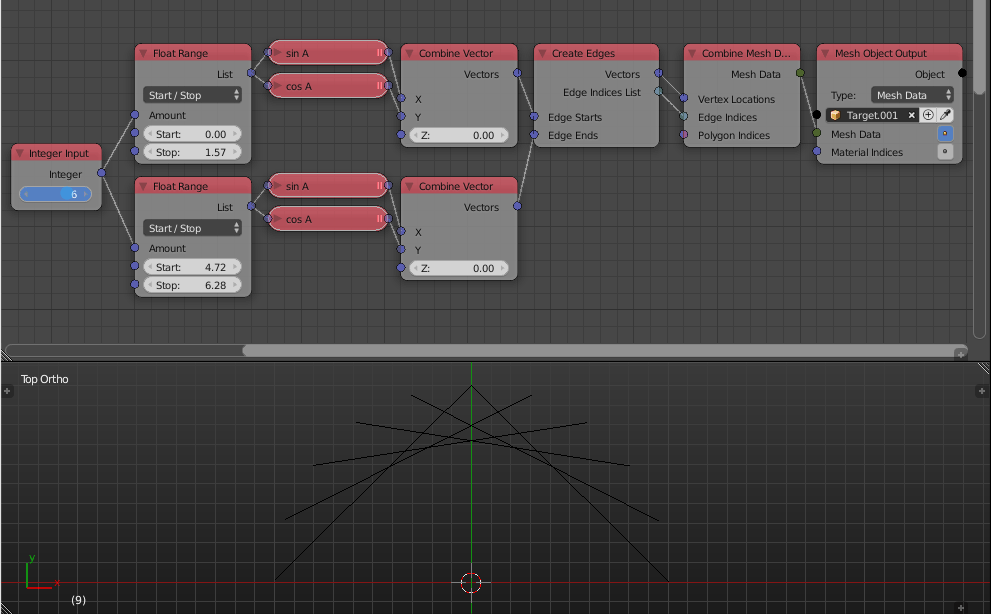 Integer Input
Integer
6
Float Range
List
Start / Stop
Amount
Start: 0.00
Stop: 1.57
Float Range
List
Start / Stop
Amount
Start: 4.72
Stop: 6.28
sin A
cos A
sin A
cos A
Combine Vector
Vectors
X
Y
Z: 0.00
Combine Vector
Vectors
X
Y
Z: 0.00
Create Edges
Vectors
Edge Indices List
Edge Starts
Edge Ends
Combine Mesh D...
Mesh Data
Vertex Locations
Edge Indices
Polygon Indices
Mesh Object Output
Object
Type: Mesh Data
Target.001
Mesh Data
Material Indices
Top Ortho
y
x
(9)